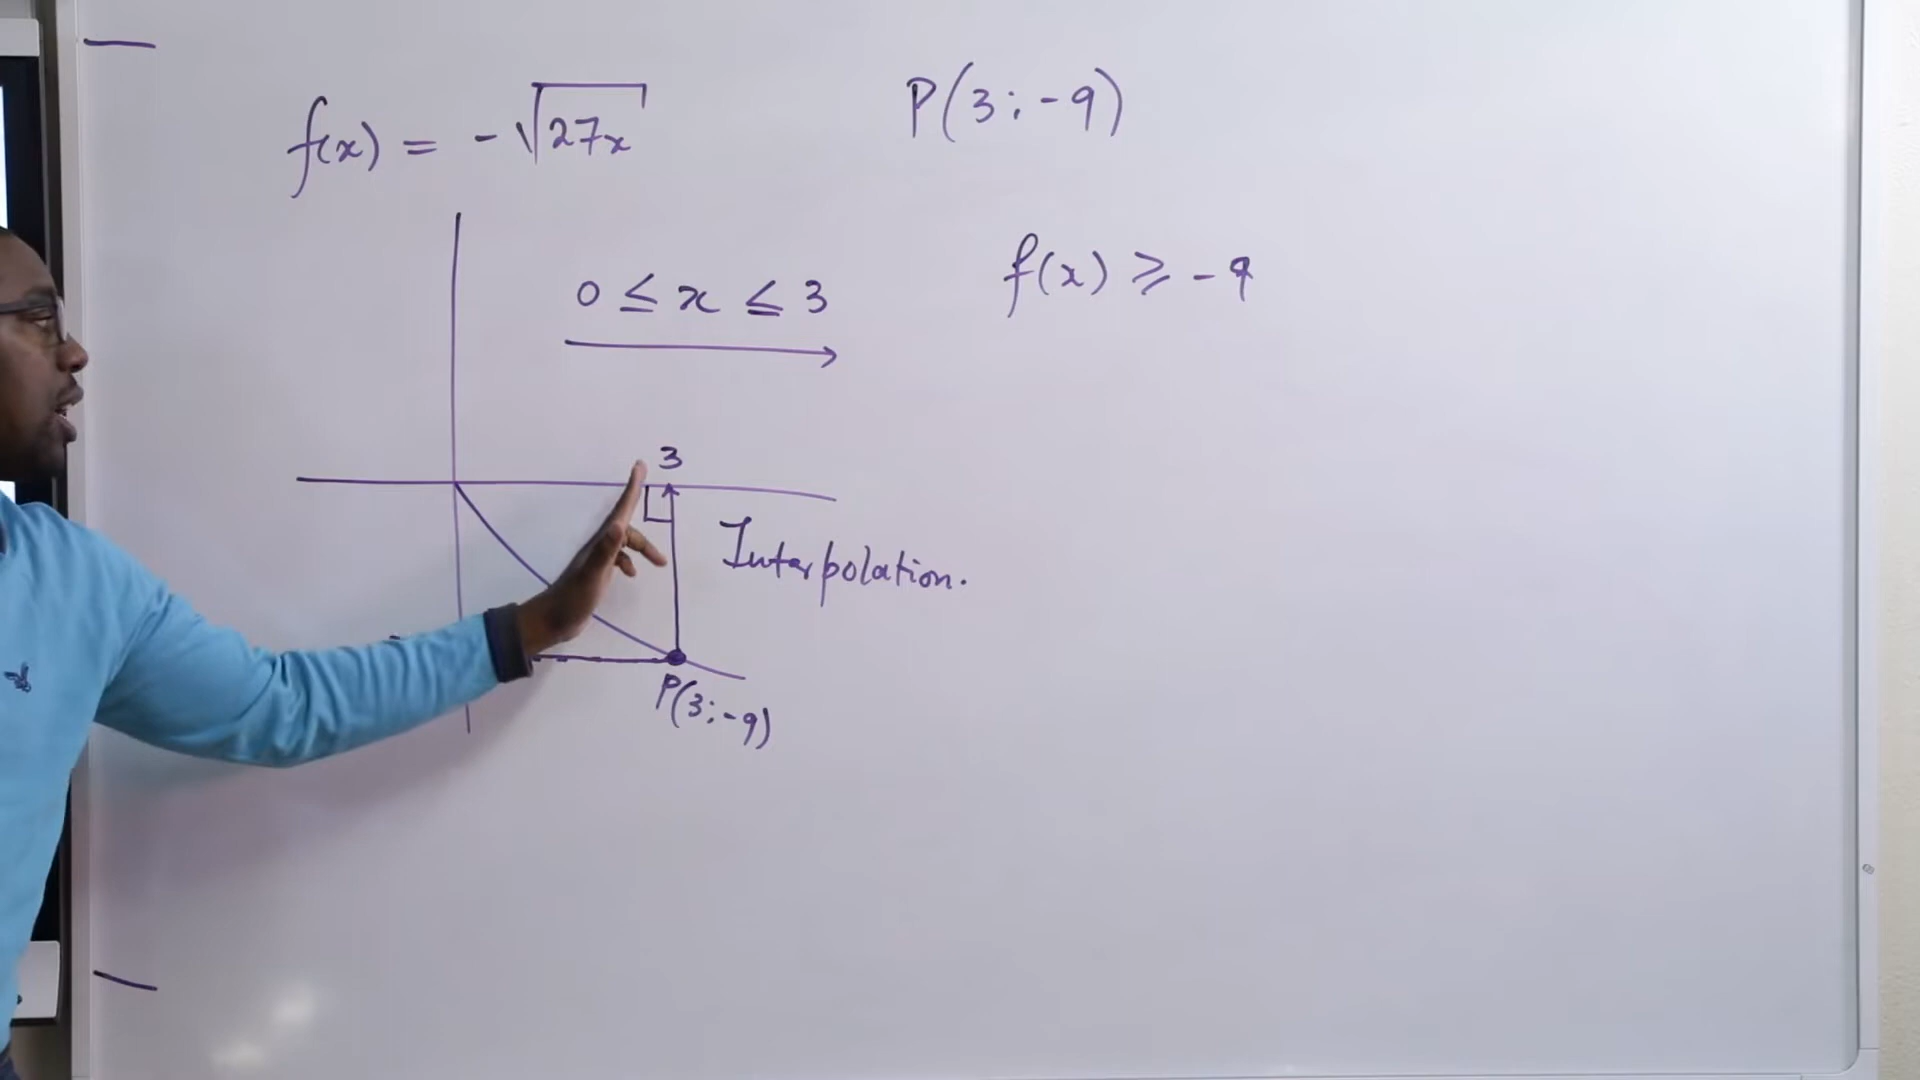 f(x) = -√27x
P(3;-9)
f(x) ≥ -9
0 ≤ x ≤ 3
3
Interpolation.
P(3;-9)